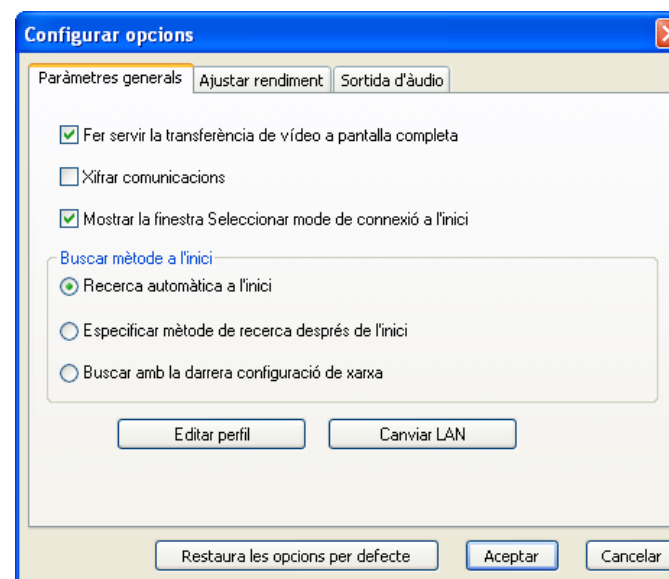 Configurar opcions
Paràmetres generals
Ajustar rendiment
Sortida d'àudio
Fer servir la transferència de vídeo a pantalla completa
Xifrar comunicacions
Mostrar la finestra Seleccionar mode de connexió a l'inici
Buscar mètode a l'inici
Recerca automàtica a l'inici
Especificar mètode de recerca després de l'inici
Buscar amb la darrera configuració de xarxa
Editar perfil
Canviar LAN
Restaura les opcions per defecte
Aceptar
Cancelar